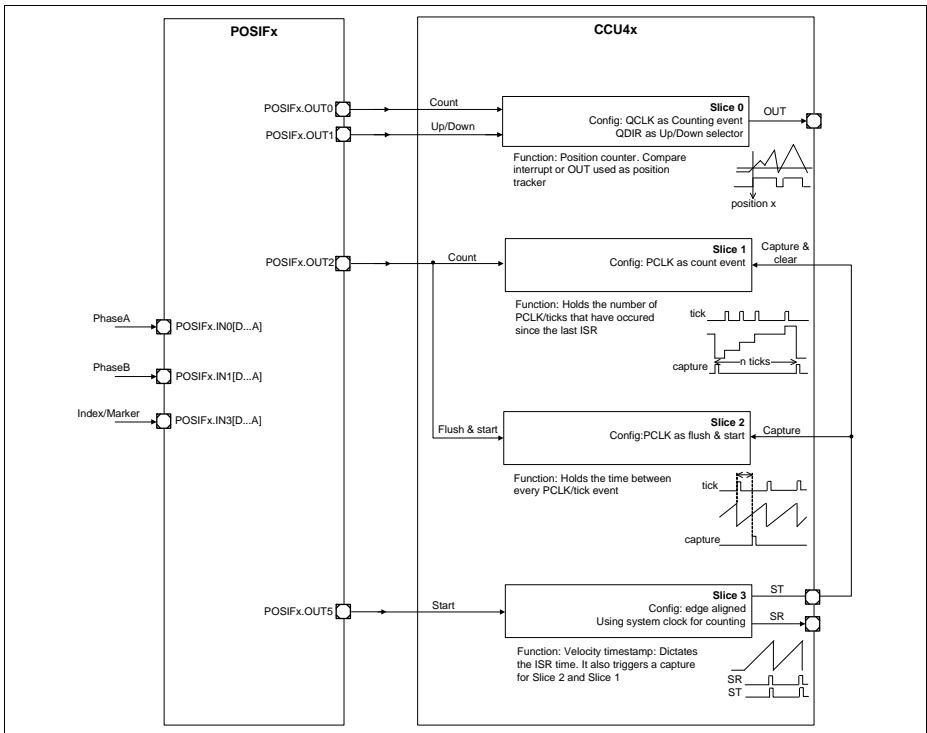 POSIFx
CCU4x
POSIFx.OUT0
Count
Slice 0
Config: QCLK as Counting event
QDIR as Up/Down selector
OUT
POSIFx.OUT1
Up/Down
Function: Position counter. Compare
interrupt or OUT used as position
tracker
position x
POSIFx.OUT2
Count
Slice 1
Config: PCLK as count event
Capture &
clear
Function: Holds the number of
PCLK/ticks that have occured
since the last ISR
tick
n ticks
capture
PhaseA
POSIFx.IN0[D...A]
PhaseB
POSIFx.IN1[D...A]
Index/Marker
POSIFx.IN3[D...A]
Flush & start
Slice 2
Config:PCLK as flush & start
Capture
Function: Holds the time between
every PCLK/tick event
tick
capture
POSIFx.OUT5
Start
Slice 3
Config: edge aligned
Using system clock for counting
ST
SR
Function: Velocity timestamp: Dictates
the ISR time. It also triggers a capture
for Slice 2 and Slice 1
SR
ST